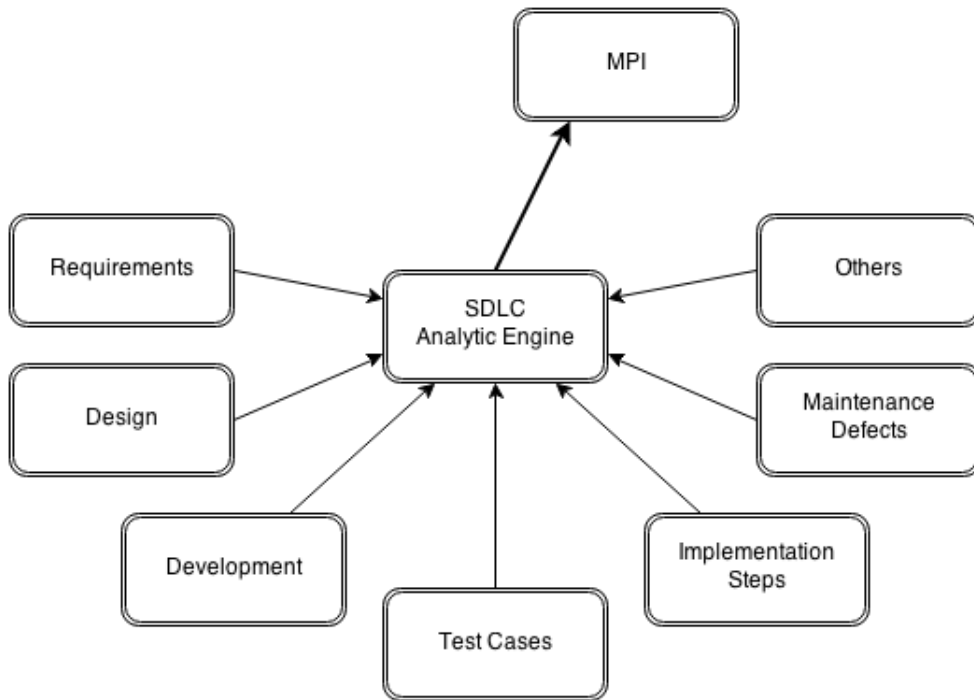 MPI
Requirements
Others
SDLC
Analytic Engine
Design
Maintenance
Defects
Development
Implementation
Steps
Test Cases